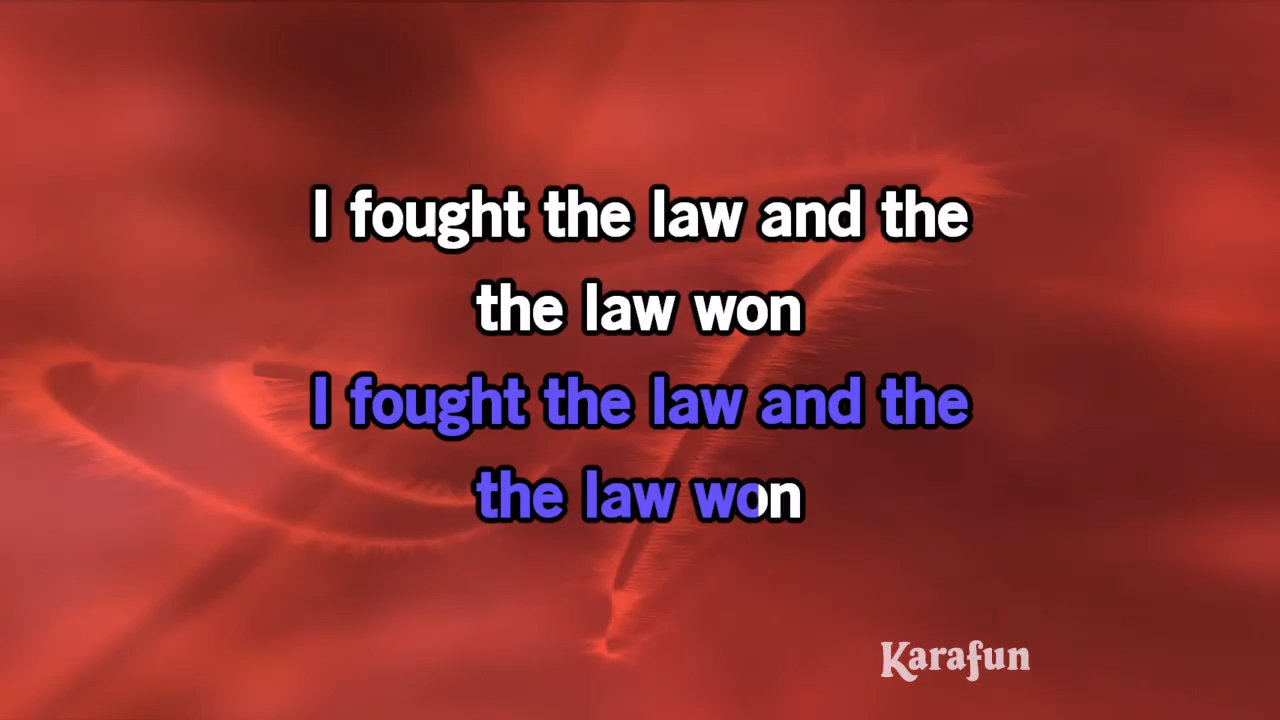 I fought the law and the
the law won
I fought the law and the
the law won
Karafun